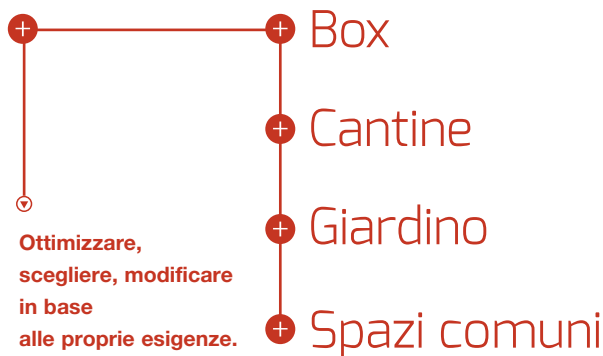 Box
Cantine
Giardino
Spazi comuni
Ottimizzare,
scegliere, modificare
in base
alle proprie esigenze.